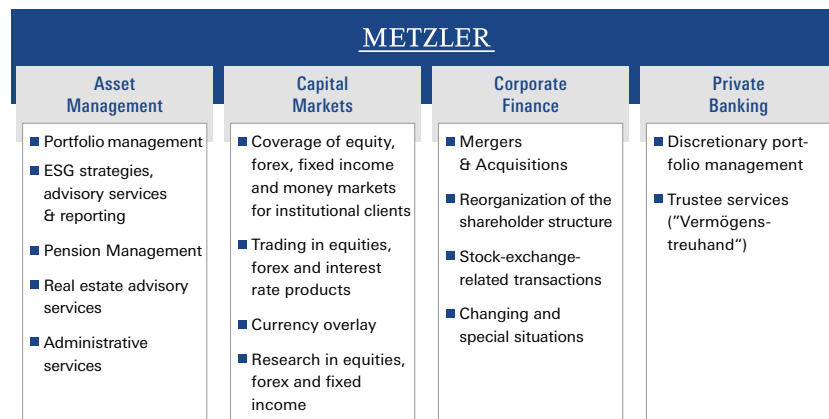 METZLER
Asset
Management
Portfolio management
ESG strategies,
advisory services
& reporting
Pension Management
Real estate advisory
services
Administrative
services
Capital
Markets
Coverage of equity,
forex, fixed income
and money markets
for institutional clients
Trading in equities,
forex and interest
rate products
Currency overlay
Research in equities,
forex and fixed
income
Corporate
Finance
Mergers
& Acquisitions
Reorganization of the
shareholder structure
Stock-exchange-
related transactions
Changing and
special situations
Private
Banking
Discretionary port-
folio management
Trustee services
(”Vermögens-
treuhand“)